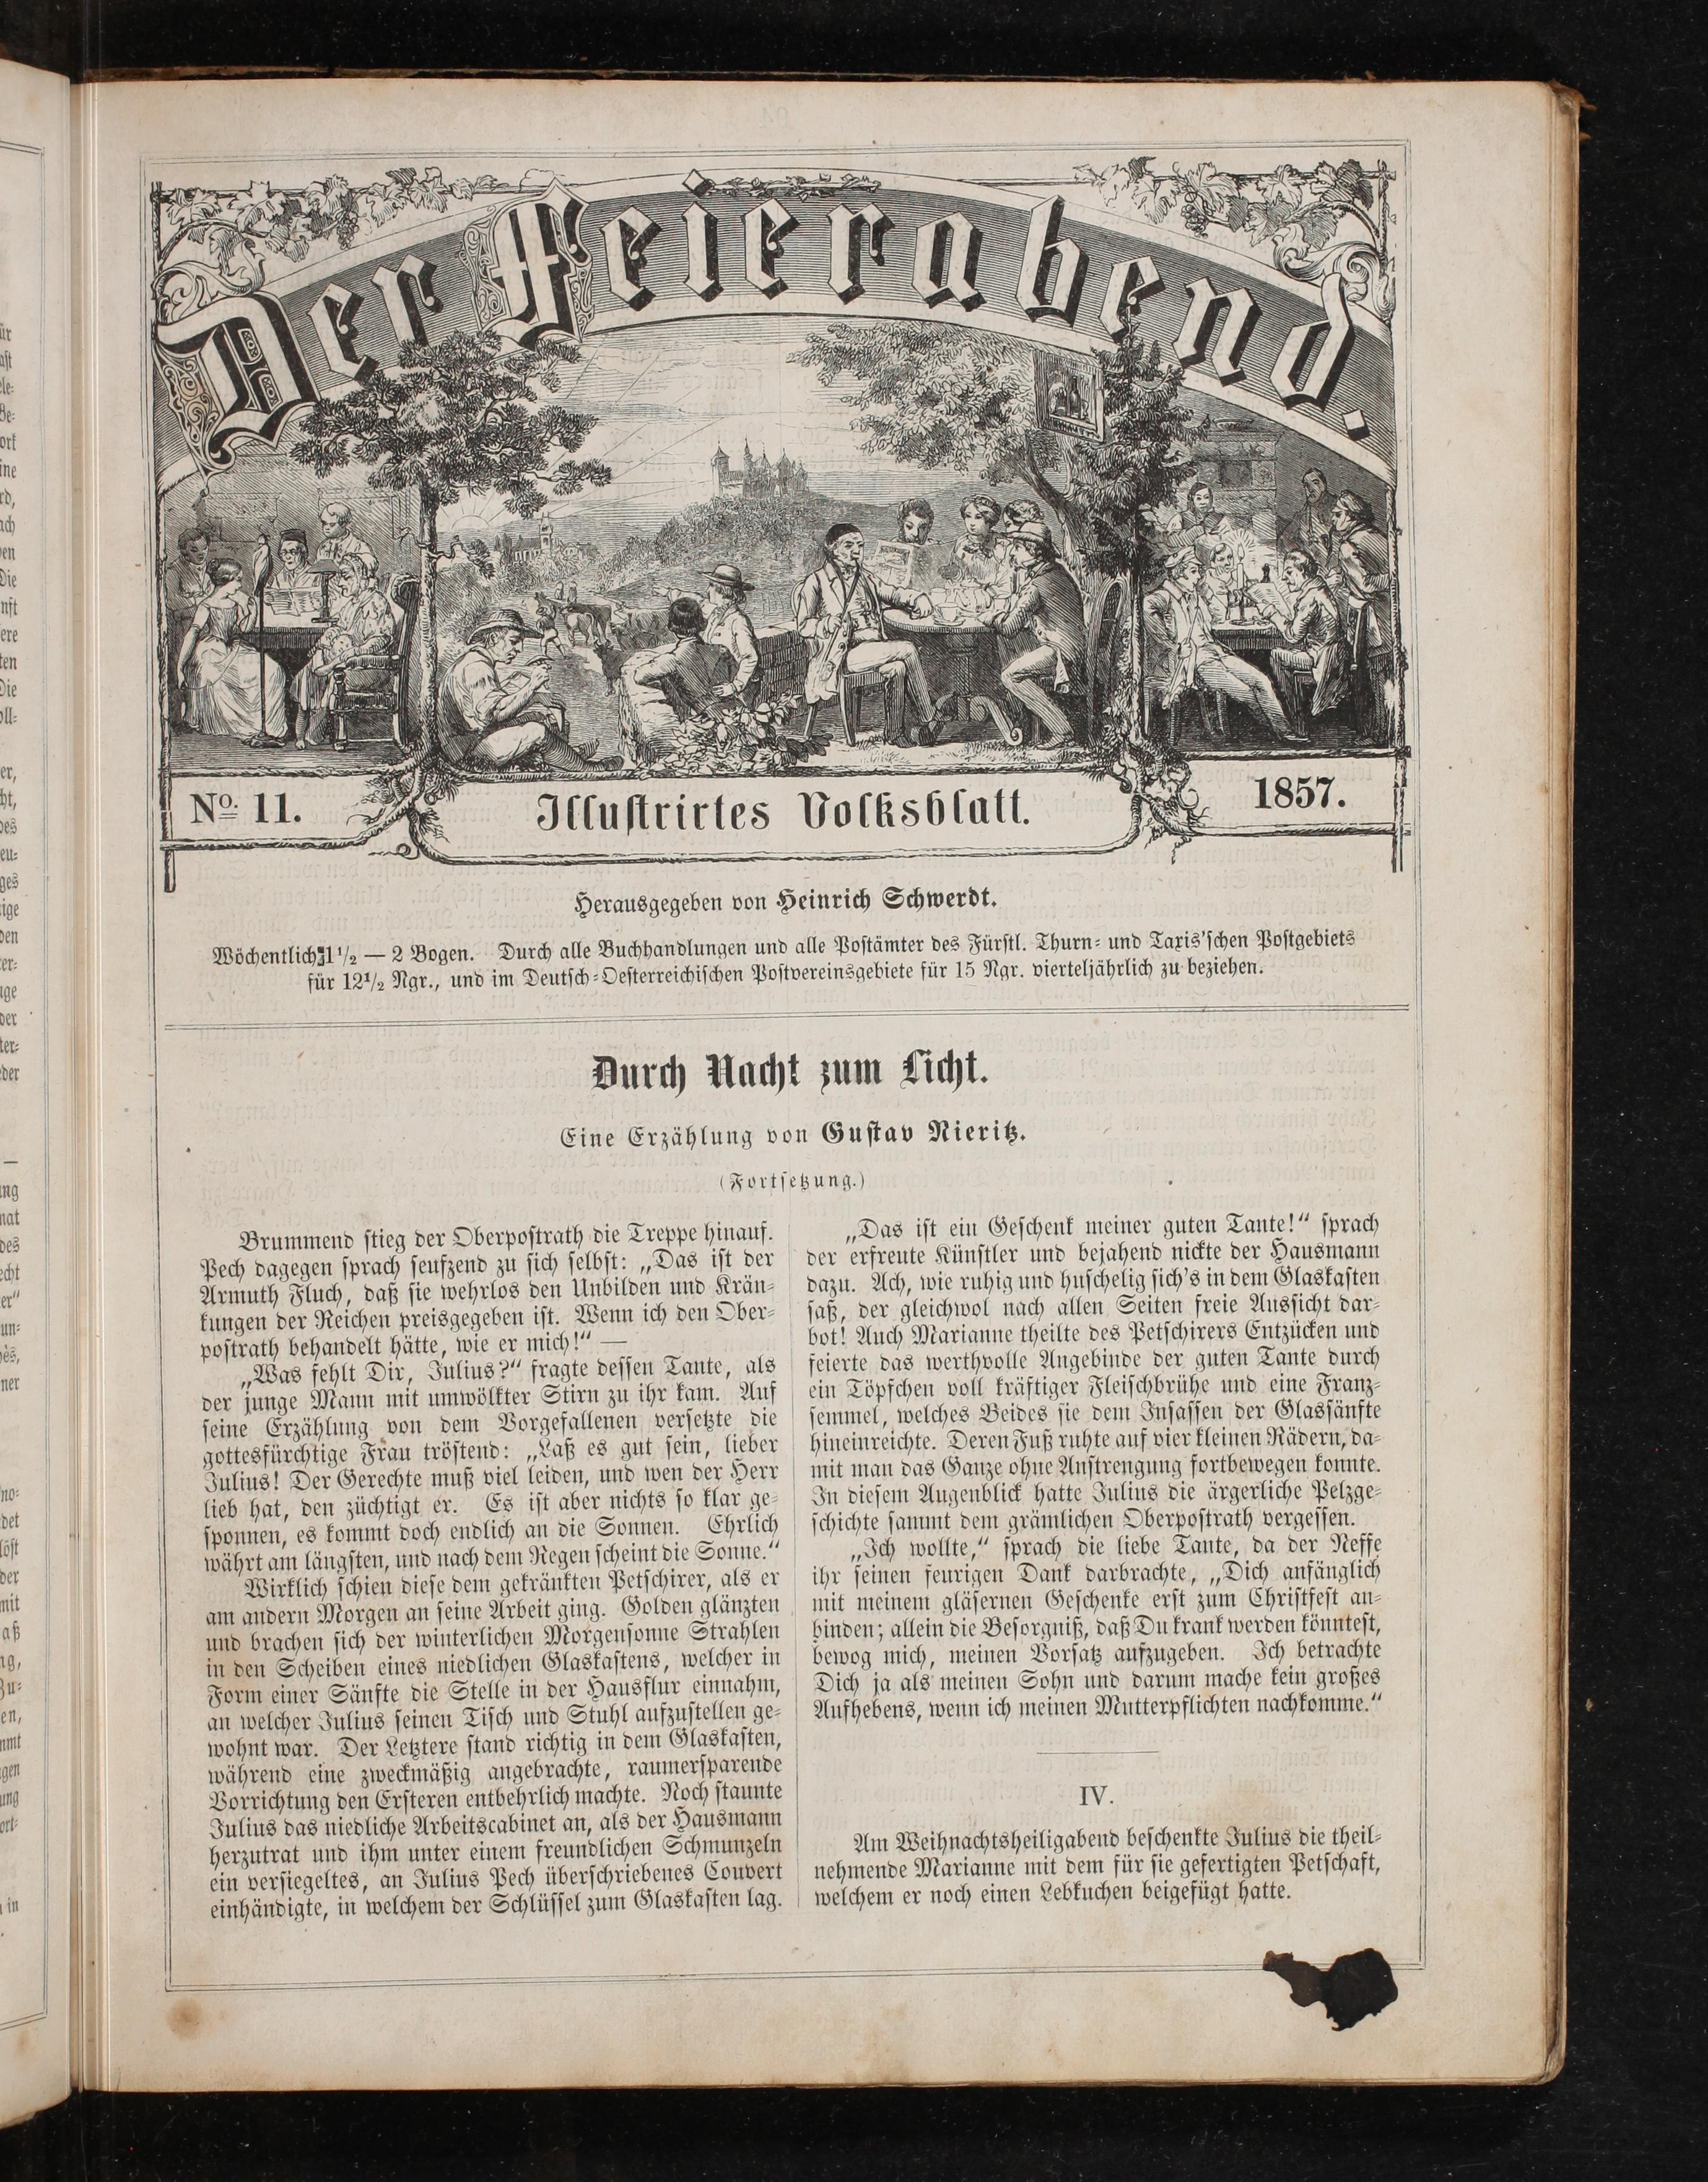 Der Feierabend.
No. 11.
Illustrirtes Volksblatt.
1857.
Herausgegeben von Heinrich Schwerdt.
Wöchentlich 1½ — 2 Bogen. Durch alle Buchhandlungen und alle Postämter des Fürstl. Thurn- und Taxis'schen Postgebiets
für 12½ Ngr., und im Deutsch-Oesterreichischen Postvereinsgebiete für 15 Ngr. vierteljährlich zu beziehen.
Durch Nacht zum Licht.
Eine Erzählung von Gustav Nieritz.
(Fortsetzung.)
Brummend stieg der Oberpostrath die Treppe hinauf.
Pech dagegen sprach seufzend zu sich selbst: „Das ist der
Armuth Fluch, daß sie wehrlos den Unbilden und Krän-
kungen der Reichen preisgegeben ist. Wenn ich den Ober-
postrath behandelt hätte, wie er mich!“ —
„Was fehlt Dir, Julius?“ fragte dessen Tante, als
der junge Mann mit umwölkter Stirn zu ihr kam. Auf
seine Erzählung von dem Vorgefallenen versetzte die
gottesfürchtige Frau tröstend: „Laß es gut sein, lieber
Julius! Der Gerechte muß viel leiden, und wen der Herr
lieb hat, den züchtigt er. Es ist aber nichts so klar ge-
sponnen, es kommt doch endlich an die Sonnen. Ehrlich
währt am längsten, und nach dem Regen scheint die Sonne.“
Wirklich schien diese dem gekränkten Petschirer, als er
am andern Morgen an seine Arbeit ging. Golden glänzten
und brachen sich der winterlichen Morgensonne Strahlen
in den Scheiben eines niedlichen Glaskastens, welcher in
Form einer Sänfte die Stelle in der Hausflur einnahm,
an welcher Julius seinen Tisch und Stuhl aufzustellen ge-
wohnt war. Der Letztere stand richtig in dem Glaskasten,
während eine zweckmäßig angebrachte, raumersparende
Vorrichtung den Ersteren entbehrlich machte. Noch staunte
Julius das niedliche Arbeitscabinet an, als der Hausmann
herzutrat und ihm unter einem freundlichen Schmunzeln
ein versiegeltes, an Julius Pech überschriebenes Couvert
einhändigte, in welchem der Schlüssel zum Glaskasten lag.
„Das ist ein Geschenk meiner guten Tante!“ sprach
der erfreute Künstler und bejahend nickte der Hausmann
dazu. Ach, wie ruhig und huschelig sich's in dem Glaskasten
saß, der gleichwol nach allen Seiten freie Aussicht dar-
bot! Auch Marianne theilte des Petschirers Entzücken und
feierte das werthvolle Angebinde der guten Tante durch
ein Töpfchen voll kräftiger Fleischbrühe und eine Franz-
semmel, welches Beides sie dem Insassen der Glassänfte
hineinreichte. Deren Fuß ruhte auf vier kleinen Rädern, da-
mit man das Ganze ohne Anstrengung fortbewegen konnte.
In diesem Augenblick hatte Julius die ärgerliche Pelzge-
schichte sammt dem grämlichen Oberpostrath vergessen.
„Ich wollte,“ sprach die liebe Tante, da der Neffe
ihr seinen feurigen Dank darbrachte, „Dich anfänglich
mit meinem gläsernen Geschenke erst zum Christfest an-
binden; allein die Besorgniß, daß Du krank werden könntest,
bewog mich, meinen Vorsatz aufzugeben. Ich betrachte
Dich ja als meinen Sohn und darum mache kein großes
Aufhebens, wenn ich meinen Mutterpflichten nachkomme.“
IV.
Am Weihnachtsheiligabend beschenkte Julius die theil-
nehmende Marianne mit dem für sie gefertigten Petschaft,
welchem er noch einen Lebkuchen beigefügt hatte.